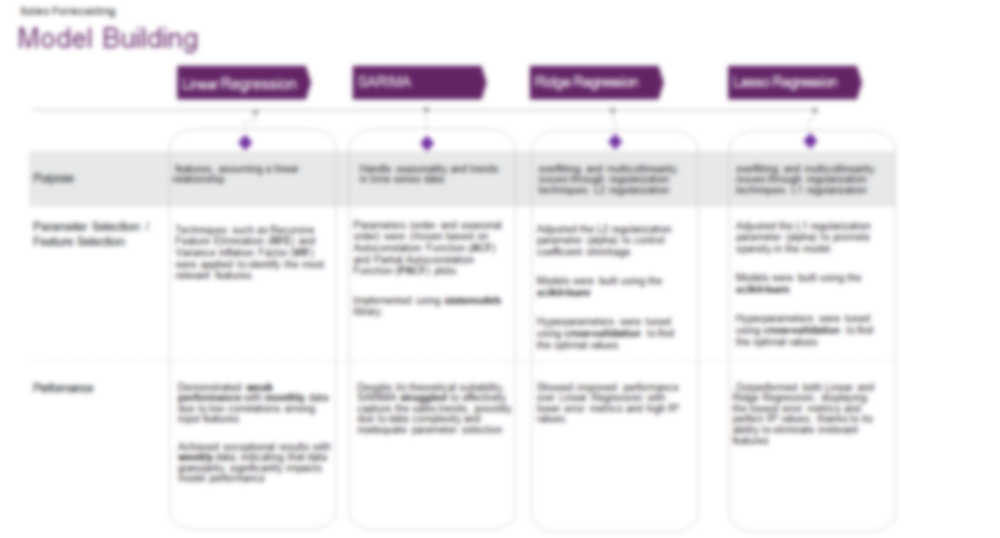 Sales Forecasting
Model Building
Linear Regression
SARIMA
Ridge Regression
Lasso Regression
Purpose
features, assuming a linear
relationship
Handle seasonality and trends
in time series data.
overfitting and multicollinearity
issues through regularization
techniques. L2 regularization
overfitting and multicollinearity
issues through regularization
techniques. L1 regularization
Parameter Selection /
Feature Selection
Techniques such as Recursive
Feature Elimination (RFE) and
Variance Inflation Factor (VIF)
were applied to identify the most
relevant features.
Parameters (order and seasonal
order) were chosen based on
Autocorrelation Function (ACF)
and Partial Autocorrelation
Function (PACF) plots.
Implemented using statsmodels
library.
Adjusted the L2 regularization
parameter (alpha) to control
coefficient shrinkage.
Models were built using the
scikit-learn
Hyperparameters were tuned
using cross-validation to find
the optimal values.
Adjusted the L1 regularization
parameter (alpha) to promote
sparsity in the model.
Models were built using the
scikit-learn
Hyperparameters were tuned
using cross-validation to find
the optimal values.
Performance
Demonstrated weak
performance with monthly data
due to low correlations among
input features.
Achieved exceptional results with
weekly data, indicating that data
granularity significantly impacts
model performance
Despite its theoretical suitability,
SARIMA struggled to effectively
capture the sales trends, possibly
due to data complexity and
inadequate parameter selection
Showed improved performance
over Linear Regression with
lower error metrics and high R²
values.
Outperformed both Linear and
Ridge Regression, displaying
the lowest error metrics and
perfect R² values, thanks to its
ability to eliminate irrelevant
features